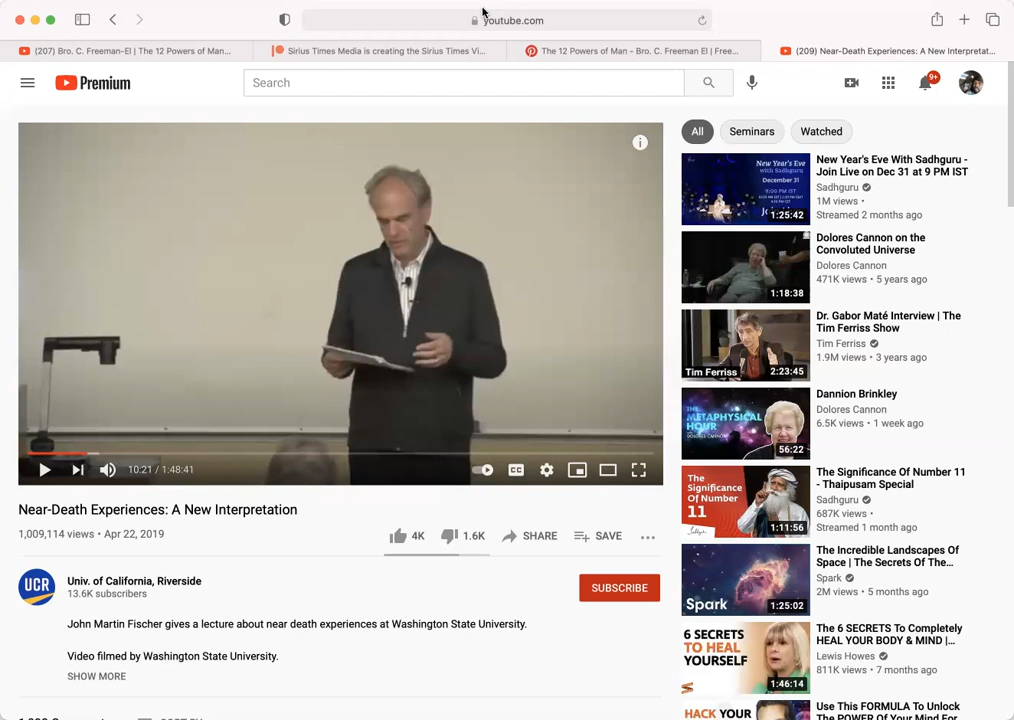 youtube.com
(207) Bro. C. Freeman-El | The 12 Powers of Man...
Sirius Times Media is creating the Sirius Times Vi...
The 12 Powers of Man - Bro. C. Freeman El | Free...
(209) Near-Death Experiences: A New Interpretat...
Premium
Search
9+
All
Seminars
Watched
10:21 / 1:48:41
CC
Near-Death Experiences: A New Interpretation
1,009,114 views • Apr 22, 2019
4K
1.6K
SHARE
SAVE
UCR
Univ. of California, Riverside
13.6K subscribers
SUBSCRIBE
John Martin Fischer gives a lecture about near death experiences at Washington State University.
Video filmed by Washington State University.
SHOW MORE
New Year's Eve
with Sadhguru
December 31
9:00 PM IST
1:25:42
New Year's Eve With Sadhguru -
Join Live on Dec 31 at 9 PM IST
Sadhguru
1M views •
Streamed 2 months ago
1:18:38
Dolores Cannon on the
Convoluted Universe
Dolores Cannon
471K views • 5 years ago
Tim Ferriss
2:23:45
Dr. Gabor Maté Interview | The
Tim Ferriss Show
Tim Ferriss
1.9M views • 3 years ago
THE
METAPHYSICAL
HOUR
56:22
Dannion Brinkley
Dolores Cannon
6.5K views • 1 week ago
The
Significance
Of Number
11
1:11:56
The Significance Of Number 11
- Thaipusam Special
Sadhguru
687K views •
Streamed 1 month ago
Spark
1:25:02
The Incredible Landscapes Of
Space | The Secrets Of The...
Spark
2M views • 5 months ago
6 SECRETS
TO HEAL
YOURSELF
1:46:14
The 6 SECRETS To Completely
HEAL YOUR BODY & MIND |...
Lewis Howes
811K views • 7 months ago
HACK YOUR
Use This FORMULA To Unlock
The POWER Of Your Mind For